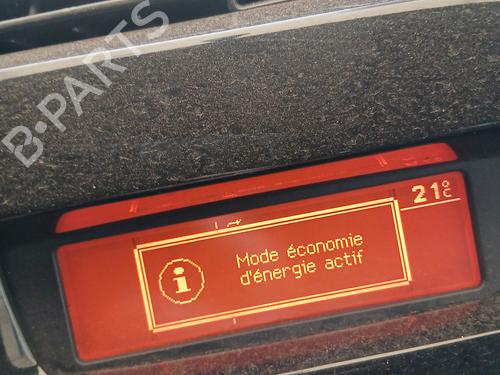 B-PARTS
21°C
Mode économie
d'énergie actif
i